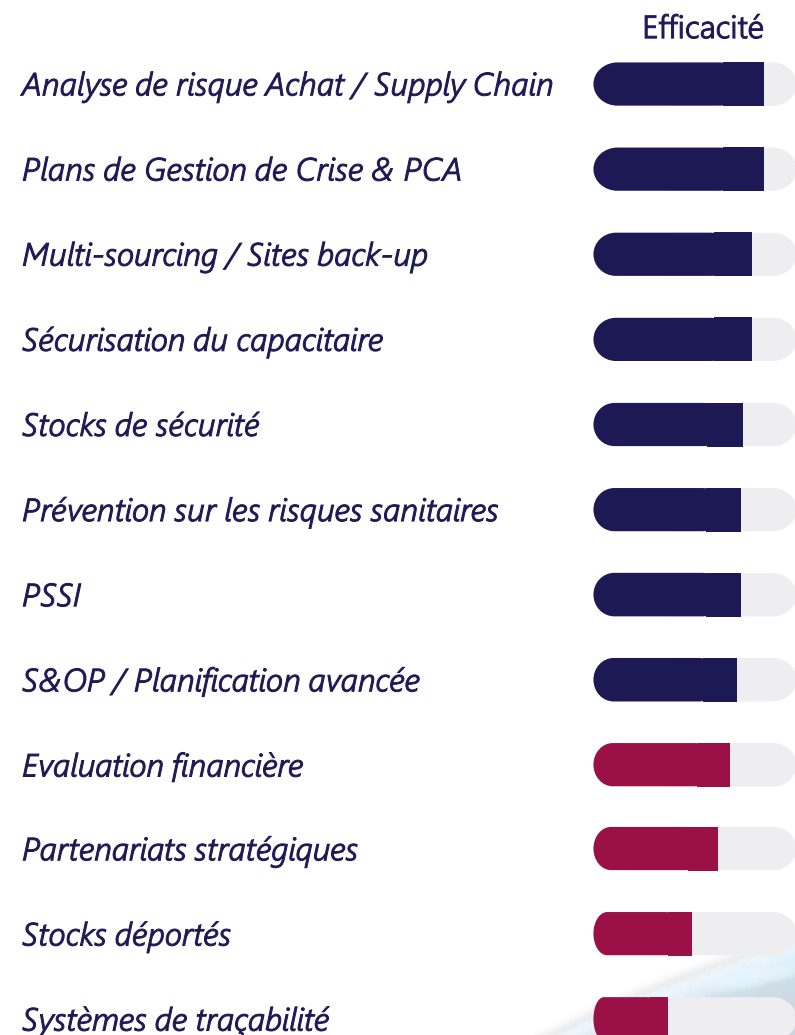 Efficacité
Analyse de risque Achat / Supply Chain
Plans de Gestion de Crise & PCA
Multi-sourcing / Sites back-up
Sécurisation du capacitaire
Stocks de sécurité
Prévention sur les risques sanitaires
PSSI
S&OP / Planification avancée
Evaluation financière
Partenariats stratégiques
Stocks déportés
Systèmes de traçabilité